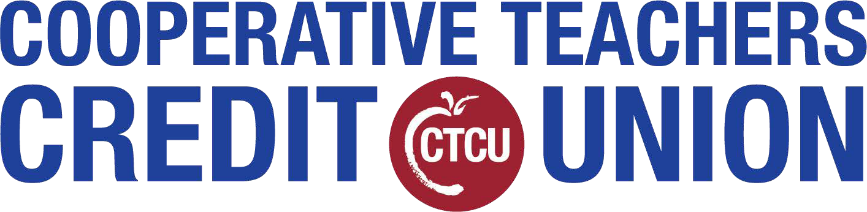 COOPERATIVE TEACHERS
CREDIT CTCU UNION